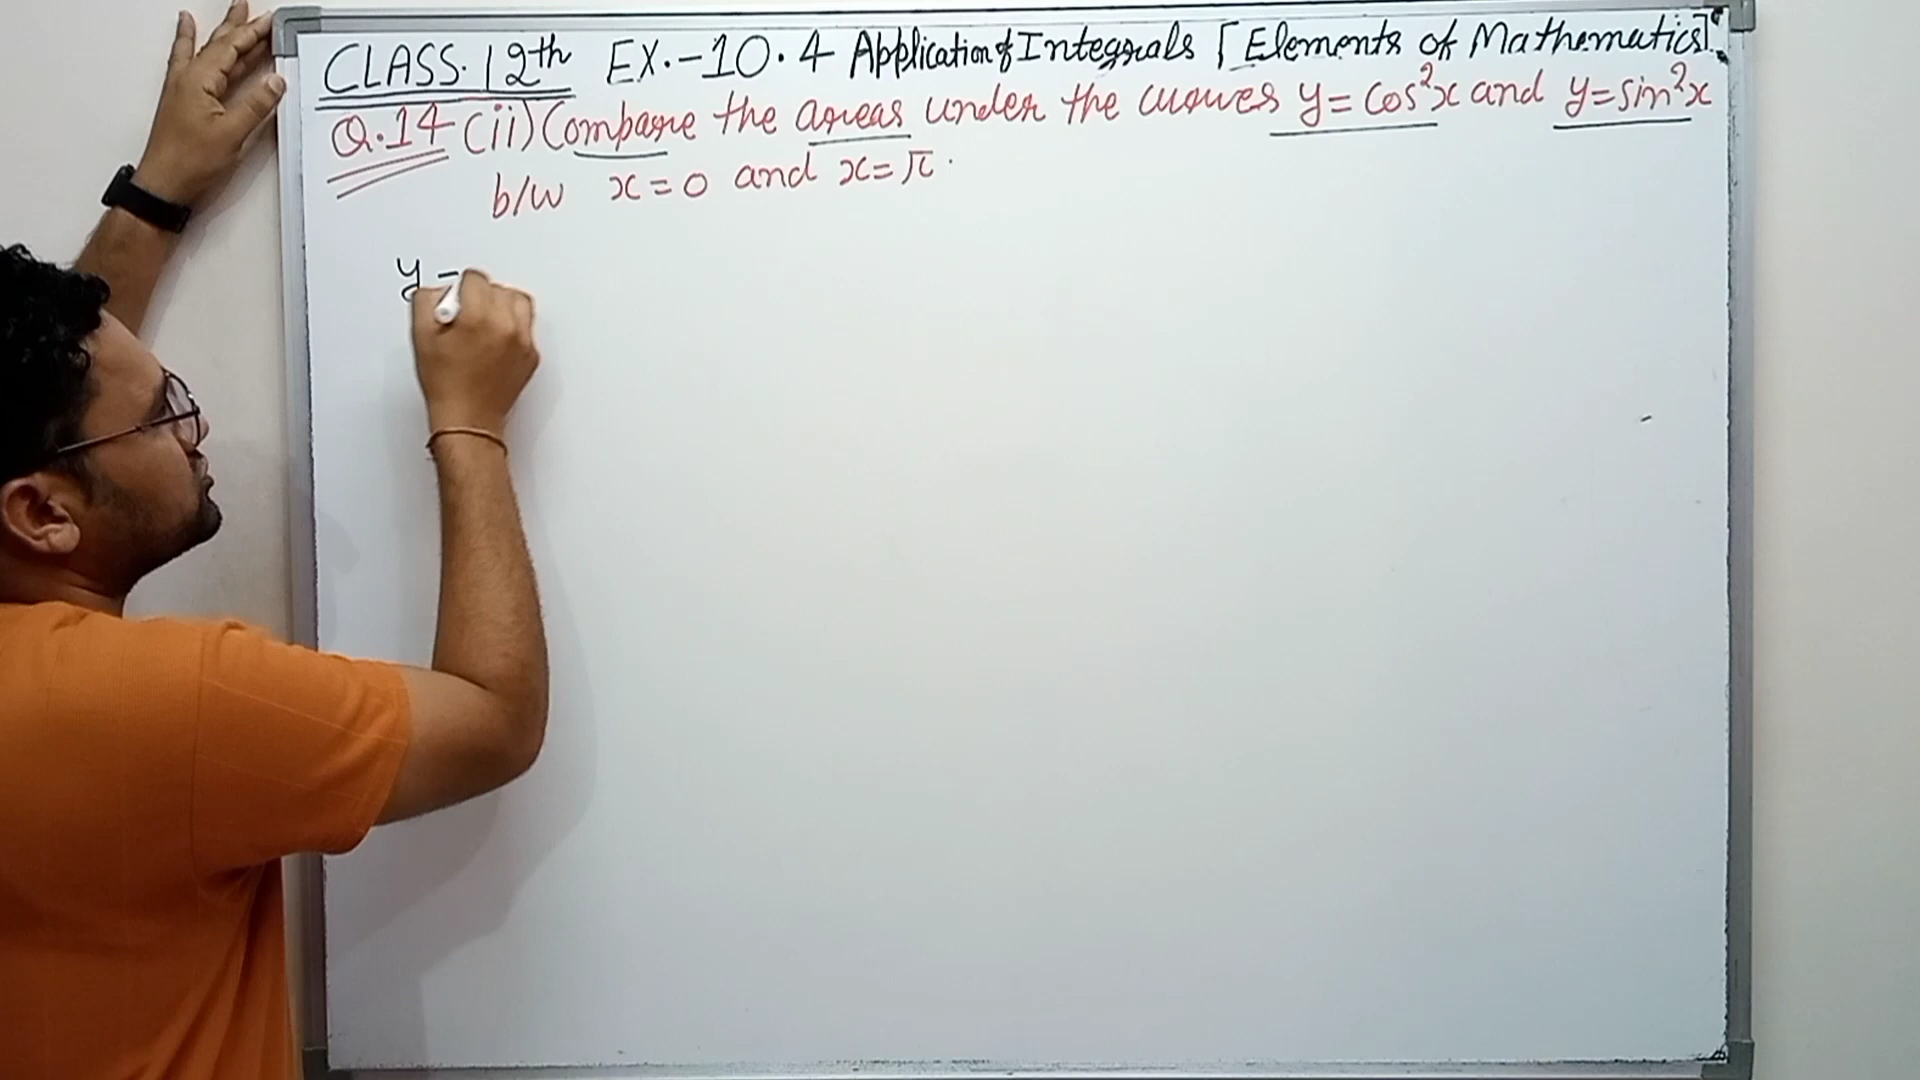 CLASS. 12th EX.-10.4 Application of Integrals [Elements of Mathematics]
Q.14 (ii) Compare the areas under the curves y=cos²x and y=sin²x
b/w x=0 and x=π.
y =